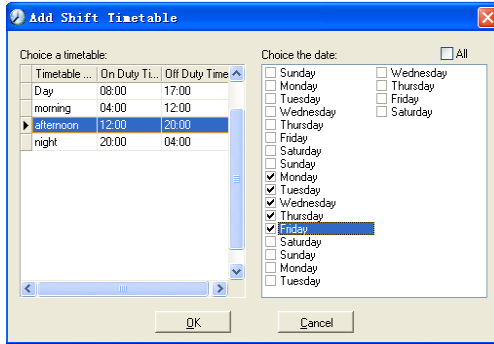 Add Shift Timetable
Choice a timetable:
Timetable ... On Duty Ti... Off Duty Time
Day 08:00 17:00
morning 04:00 12:00
afternoon 12:00 20:00
night 20:00 04:00
Choice the date:
All
Sunday
Monday
Tuesday
Wednesday
Thursday
Friday
Saturday
Sunday
Monday
Tuesday
Wednesday
Thursday
Friday
Saturday
Sunday
Monday
Tuesday
Wednesday
Thursday
Friday
Saturday
OK
Cancel